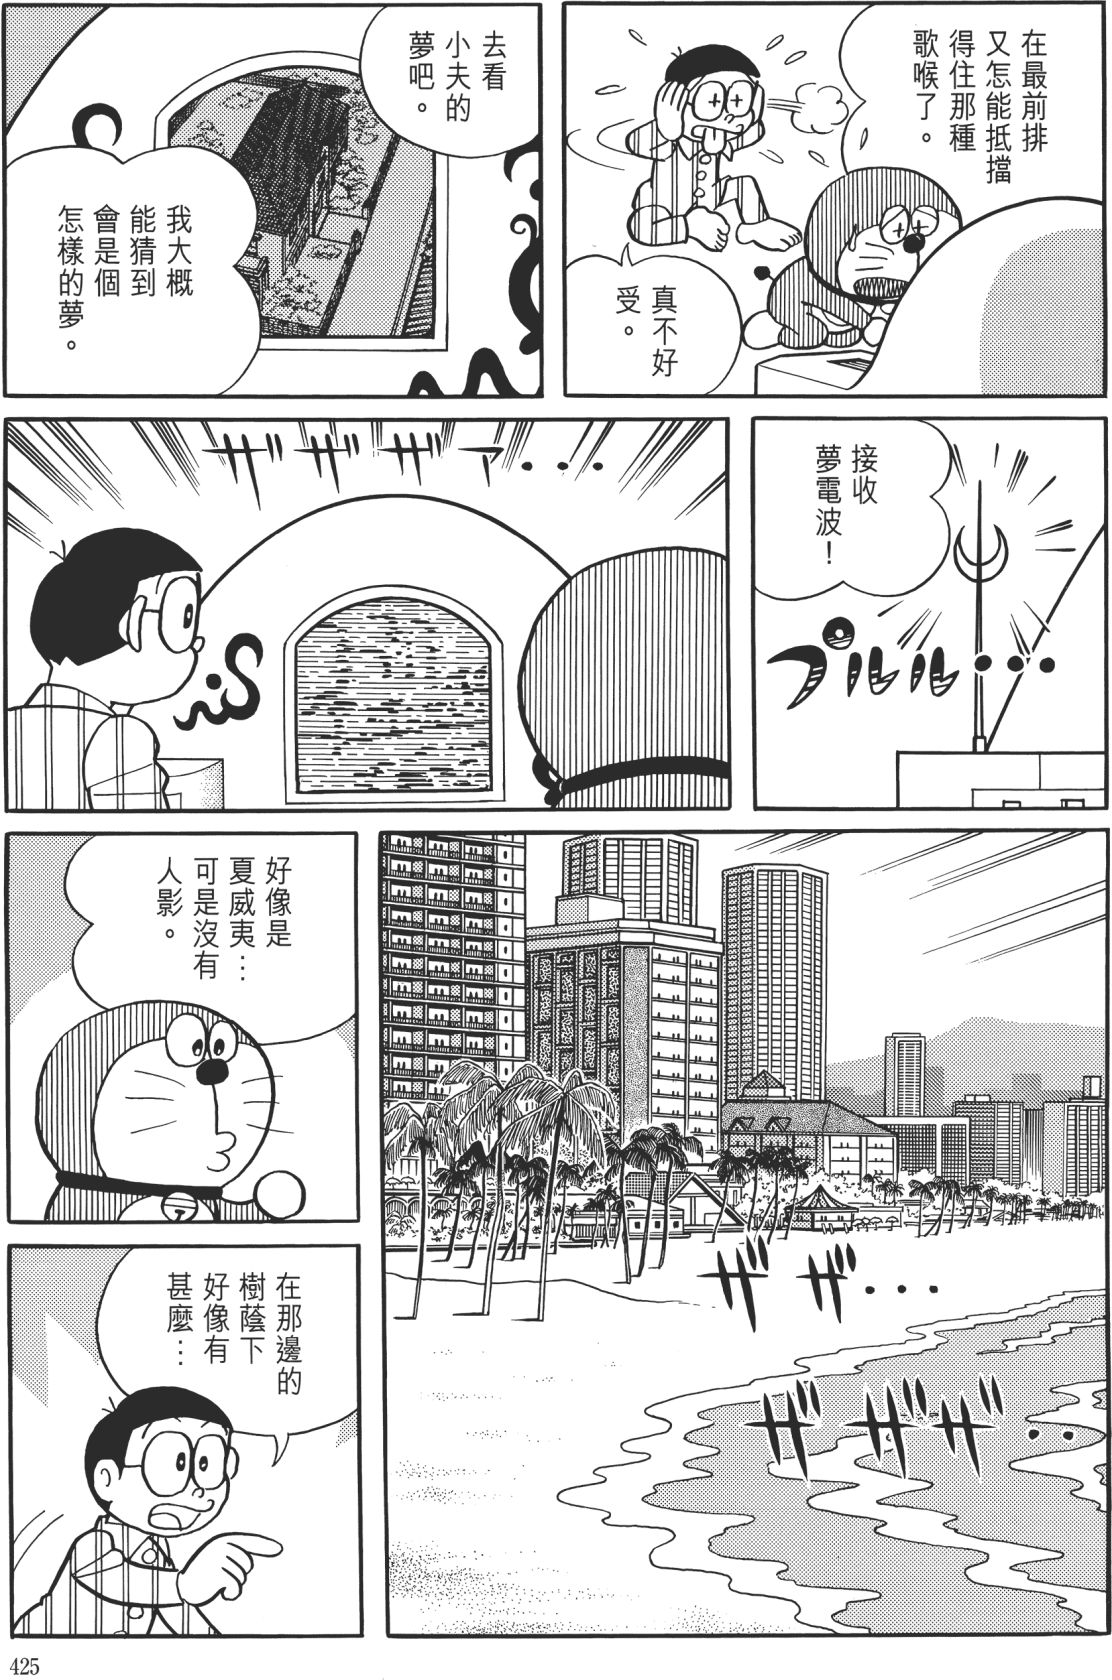 在最前排
又怎能抵擋
得住那種
歌喉了。
真不好
受。
去看
小夫的
夢吧。
我大概
能猜到
會是個
怎樣的夢。
接收
夢電波！
プルルル...
ザザザザー...
ザザ...
ザザザ...
好像是
夏威夷…
可是沒有
人影。
在那邊的
樹蔭下
好像有
甚麼…
425